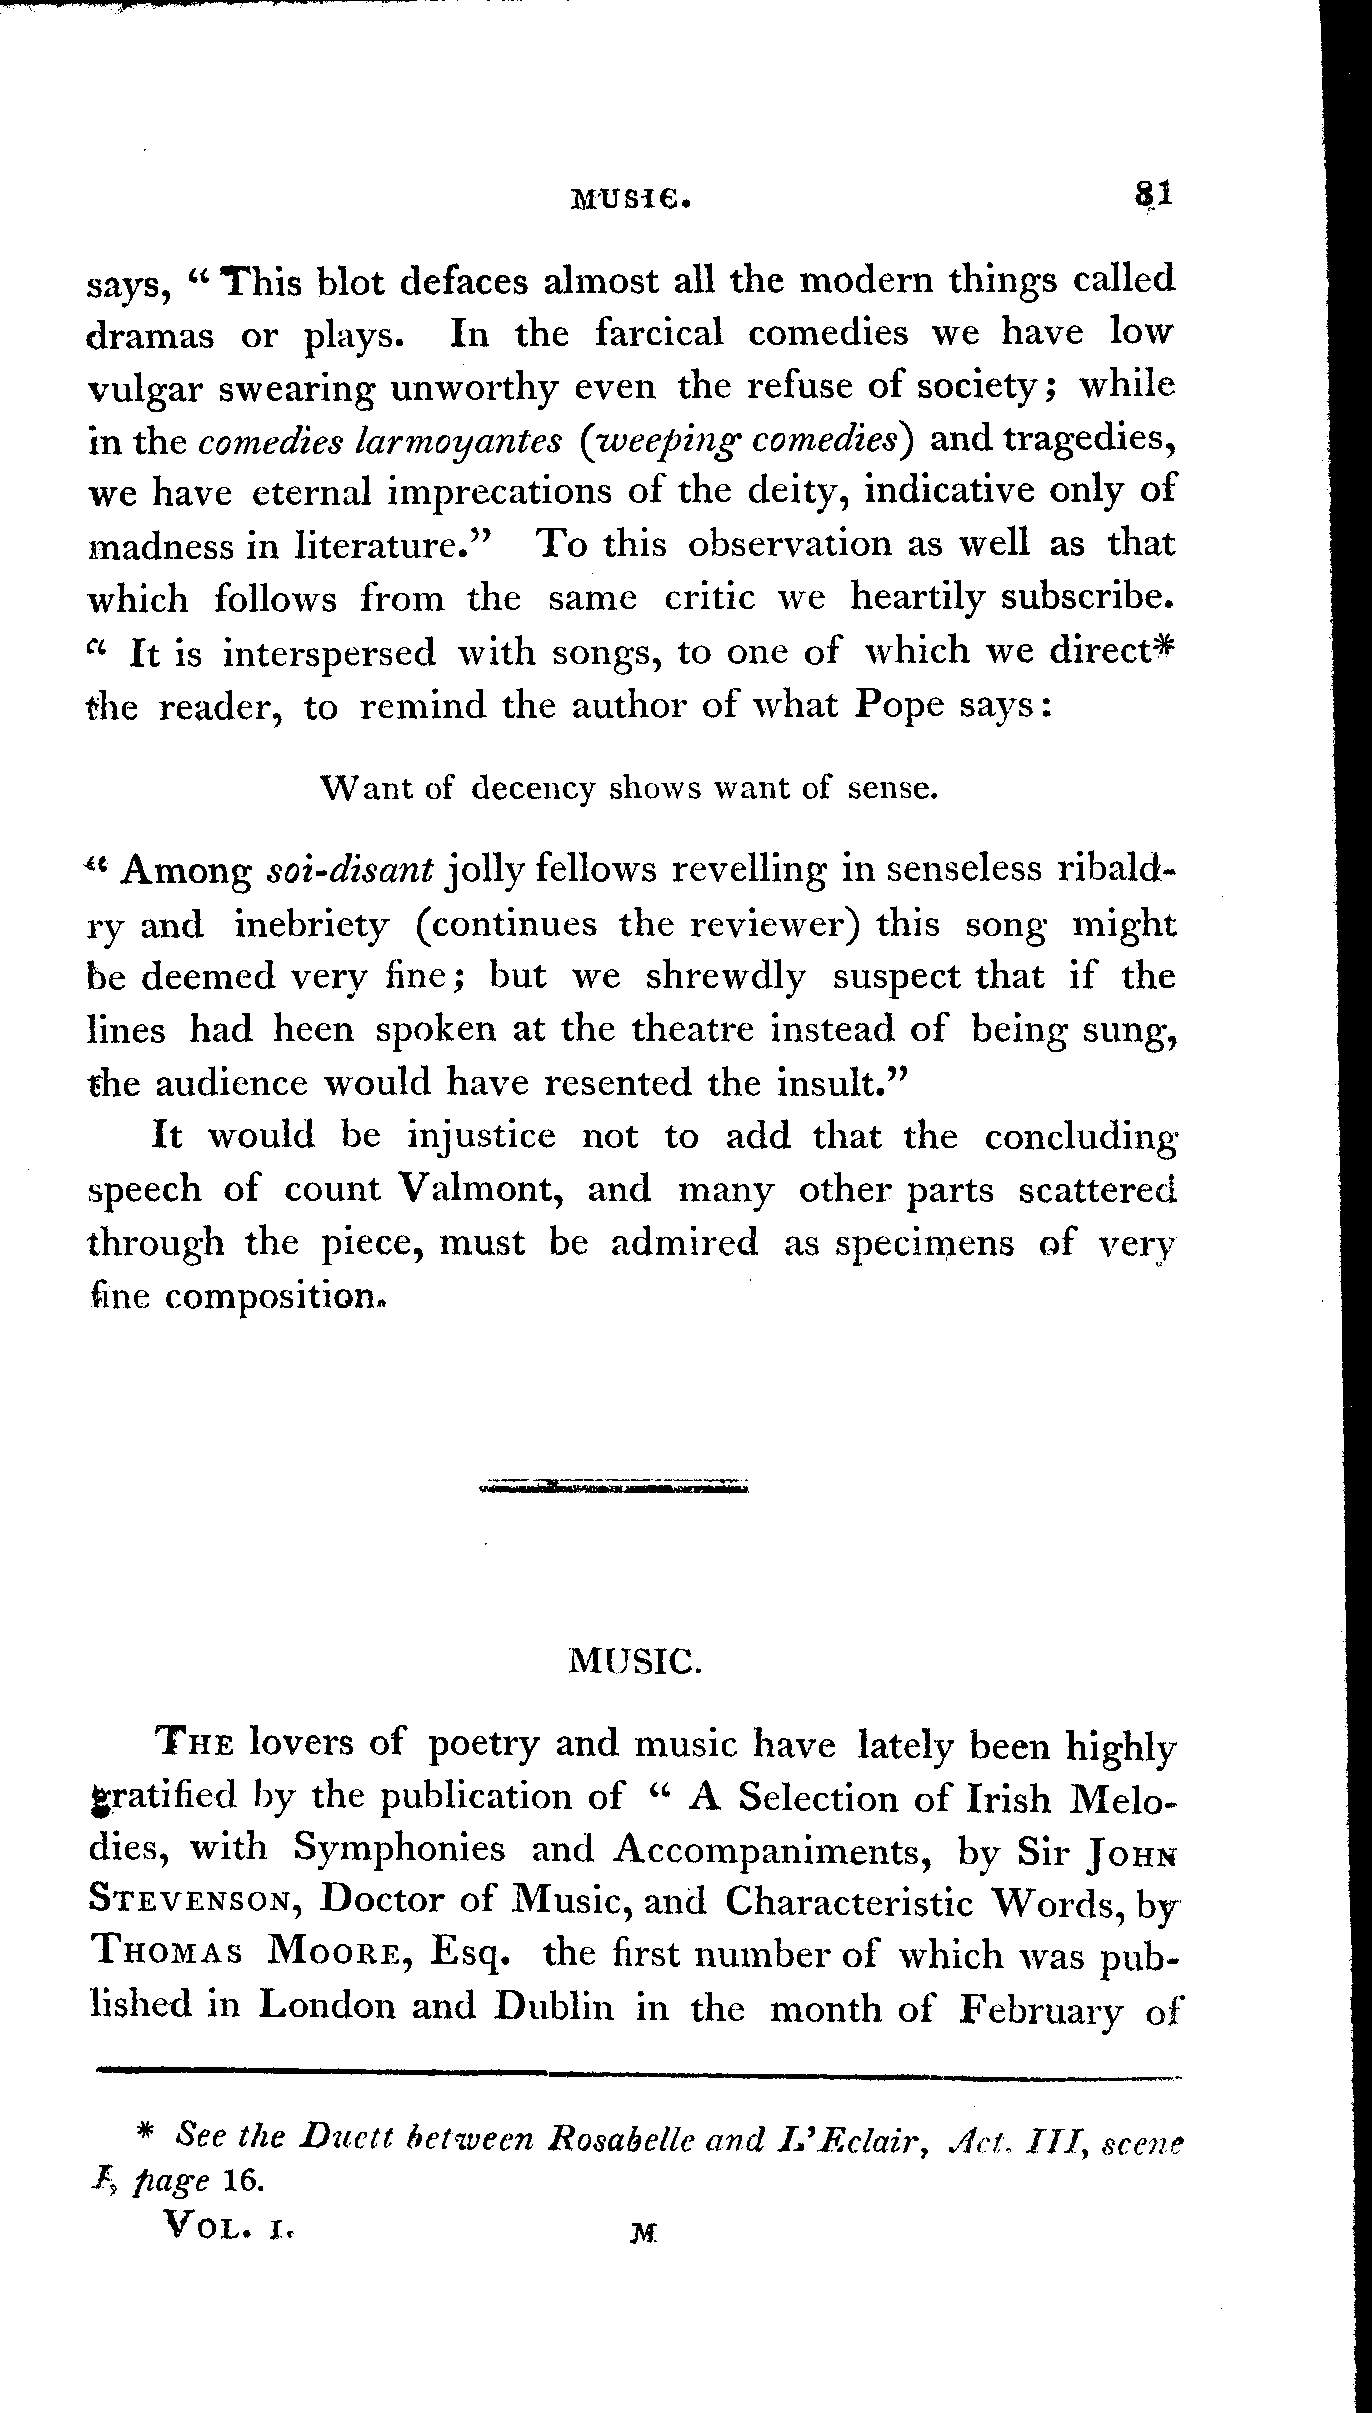 MUSIC. 81
says, “ This blot defaces almost all the modern things called
dramas or plays. In the farcical comedies we have low
vulgar swearing unworthy even the refuse of society; while
in the comedies larmoyantes (weeping comedies) and tragedies,
we have eternal imprecations of the deity, indicative only of
madness in literature.” To this observation as well as that
which follows from the same critic we heartily subscribe.
“ It is interspersed with songs, to one of which we direct*
the reader, to remind the author of what Pope says:
Want of decency shows want of sense.
“ Among soi-disant jolly fellows revelling in senseless ribald-
ry and inebriety (continues the reviewer) this song might
be deemed very fine; but we shrewdly suspect that if the
lines had heen spoken at the theatre instead of being sung,
the audience would have resented the insult.”
It would be injustice not to add that the concluding
speech of count Valmont, and many other parts scattered
through the piece, must be admired as specimens of very
fine composition.
MUSIC.
THE lovers of poetry and music have lately been highly
gratified by the publication of “ A Selection of Irish Melo-
dies, with Symphonies and Accompaniments, by Sir JOHN
STEVENSON, Doctor of Music, and Characteristic Words, by
THOMAS MOORE, Esq. the first number of which was pub-
lished in London and Dublin in the month of February of
* See the Duett between Rosabelle and L’Eclair, Act. III, scene
I, page 16.
VOL. I. M